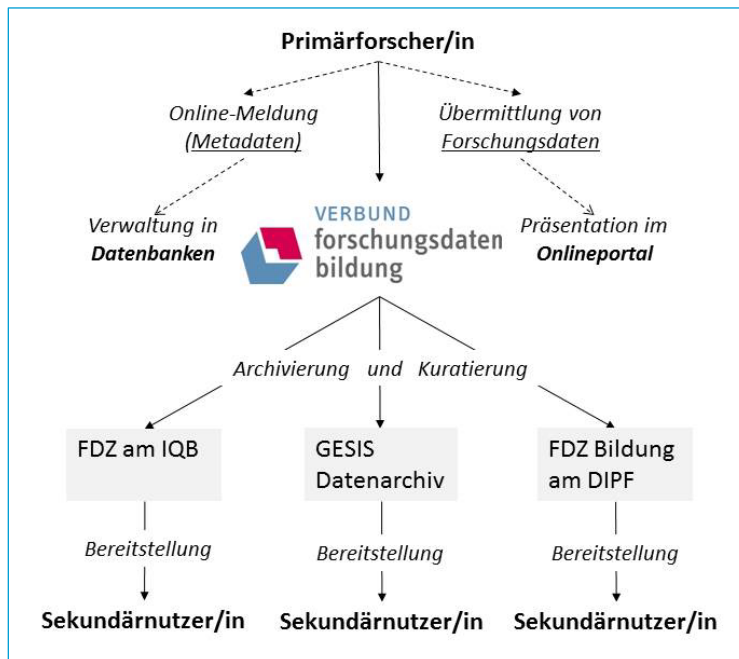 Primärforscher/in
Online-Meldung
(Metadaten)
Übermittlung von
Forschungsdaten
Verwaltung in
Datenbanken
VERBUND
forschungsdaten
bildung
Präsentation im
Onlineportal
Archivierung und Kuratierung
FDZ am IQB
GESIS
Datenarchiv
FDZ Bildung
am DIPF
Bereitstellung
Bereitstellung
Bereitstellung
Sekundärnutzer/in
Sekundärnutzer/in
Sekundärnutzer/in